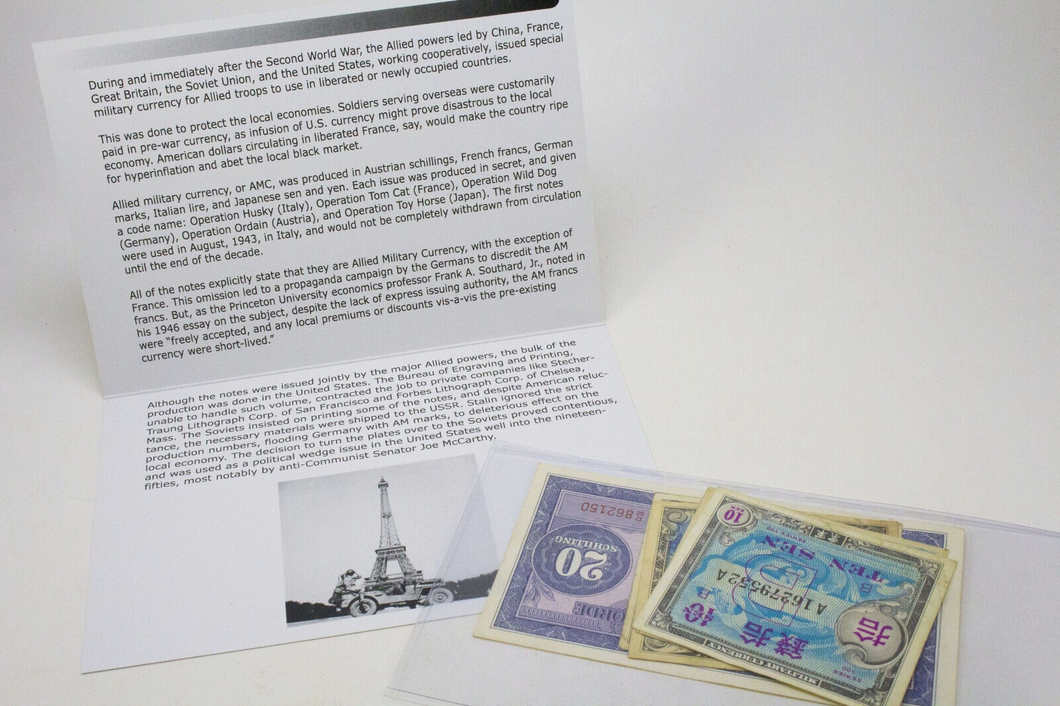 During and immediately after the Second World War, the Allied powers led by China, France,
Great Britain, the Soviet Union, and the United States, working cooperatively, issued special
military currency for Allied troops to use in liberated or newly occupied countries.
This was done to protect the local economies. Soldiers serving overseas were customarily
paid in pre-war currency, as infusion of U.S. currency might prove disastrous to the local
economy. American dollars circulating in liberated France, say, would make the country ripe
for hyperinflation and abet the local black market.
Allied military currency, or AMC, was produced in Austrian schillings, French francs, German
marks, Italian lire, and Japanese sen and yen. Each issue was produced in secret, and given
a code name: Operation Husky (Italy), Operation Tom Cat (France), Operation Wild Dog
(Germany), Operation Ordain (Austria), and Operation Toy Horse (Japan). The first notes
were used in August, 1943, in Italy, and would not be completely withdrawn from circulation
until the end of the decade.
All of the notes explicitly state that they are Allied Military Currency, with the exception of
France. This omission led to a propaganda campaign by the Germans to discredit the AM
francs. But, as the Princeton University economics professor Frank A. Southard, Jr., noted in
his 1946 essay on the subject, despite the lack of express issuing authority, the AM francs
were "freely accepted, and any local premiums or discounts vis-a-vis the pre-existing
currency were short-lived."
Although the notes were issued jointly by the major Allied powers, the bulk of the
production was done in the United States. The Bureau of Engraving and Printing,
unable to handle such volume, contracted the job to private companies like Stecher-
Traung Lithograph Corp. of San Francisco and Forbes Lithograph Corp. of Chelsea,
Mass. The Soviets insisted on printing some of the notes, and despite American reluc-
tance, the necessary materials were shipped to the USSR. Stalin ignored the strict
production numbers, flooding Germany with AM marks, to deleterious effect on the
local economy. The decision to turn the plates over to the Soviets proved contentious,
and was used as a political wedge issue in the United States well into the nineteen-
fifties, most notably by anti-Communist Senator Joe McCarthy.
862150
20
SCHILLING
10
TEN SEN
A16279532A
B
拾
拾錢
MILITARY CURRENCY
SERIES
100